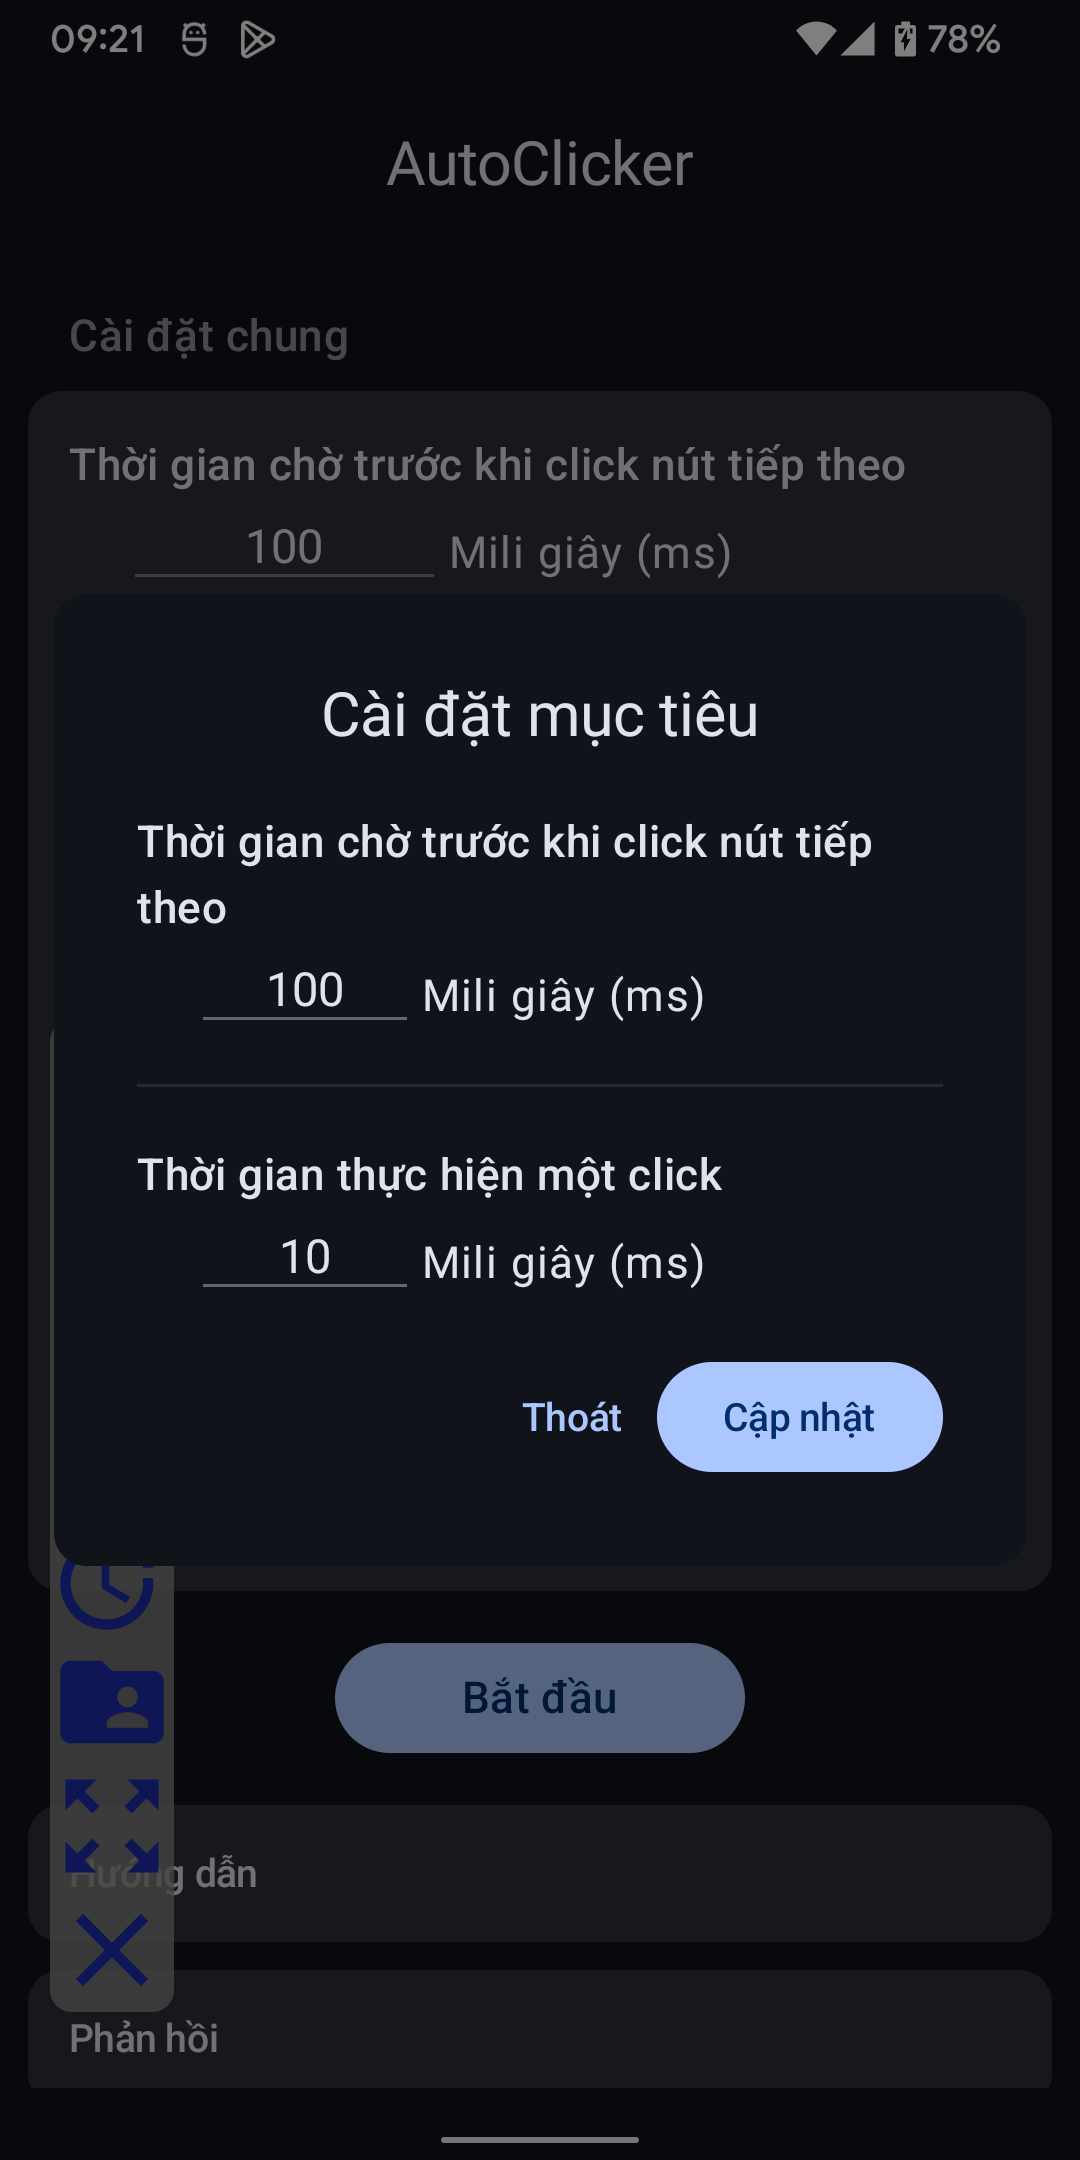 09:21
78%
AutoClicker
Cài đặt chung
Thời gian chờ trước khi click nút tiếp theo
100 Mili giây (ms)
Cài đặt mục tiêu
Thời gian chờ trước khi click nút tiếp
theo
100 Mili giây (ms)
Thời gian thực hiện một click
10 Mili giây (ms)
Thoát
Cập nhật
Bắt đầu
Hướng dẫn
Phản hồi